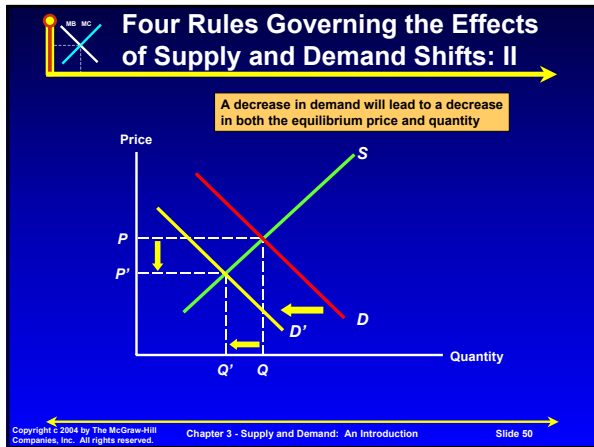 MB MC
Four Rules Governing the Effects
of Supply and Demand Shifts: II
A decrease in demand will lead to a decrease
in both the equilibrium price and quantity
Price
S
P
P'
D
D'
Quantity
Q'
Q
Copyright c 2004 by The McGraw-Hill
Companies, Inc. All rights reserved.
Chapter 3 - Supply and Demand: An Introduction
Slide 50